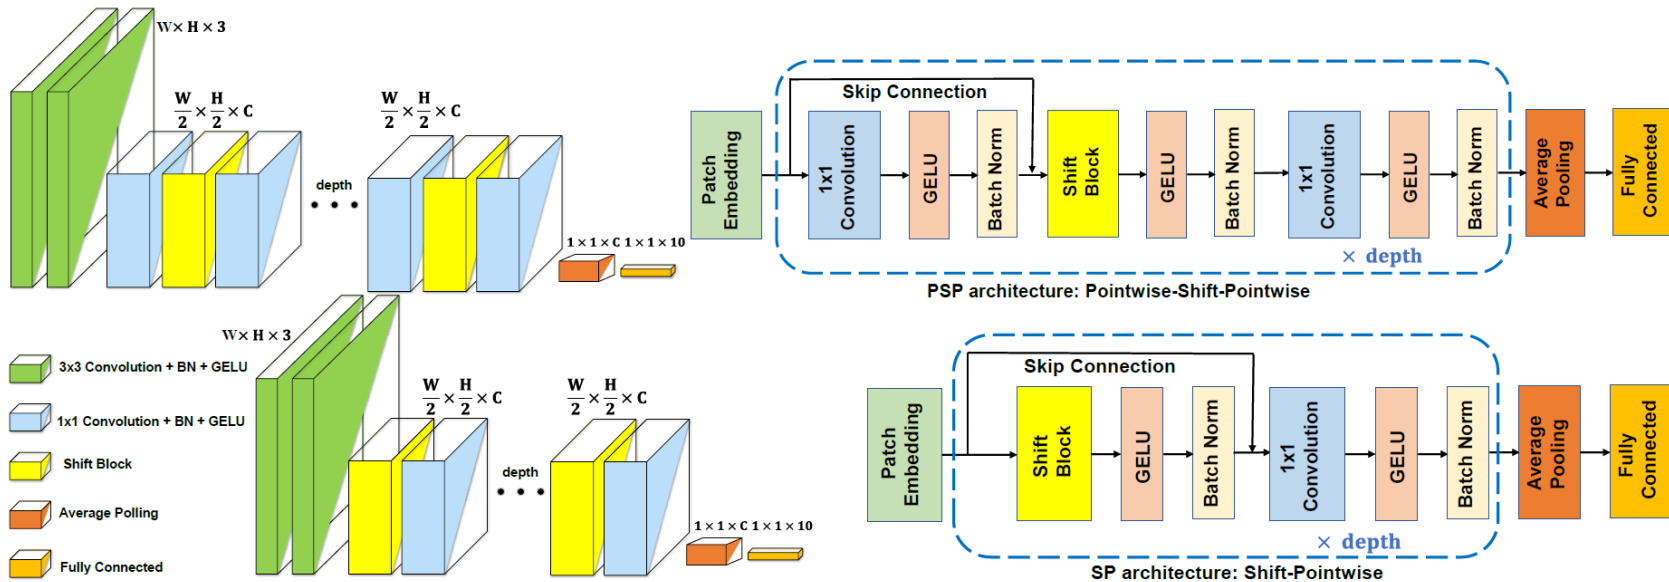 W× H × 3
W/2 × H/2 × C
depth
W/2 × H/2 × C
1 × 1 × C
1 × 1 × 10
Skip Connection
Patch Embedding
1x1 Convolution
GELU
Batch Norm
Shift Block
GELU
Batch Norm
1x1 Convolution
GELU
Batch Norm
Average Pooling
Fully Connected
× depth
PSP architecture: Pointwise-Shift-Pointwise
3x3 Convolution + BN + GELU
1x1 Convolution + BN + GELU
Shift Block
Average Polling
Fully Connected
W× H × 3
W/2 × H/2 × C
depth
W/2 × H/2 × C
1 × 1 × C
1 × 1 × 10
Skip Connection
Patch Embedding
Shift Block
GELU
Batch Norm
1x1 Convolution
GELU
Batch Norm
Average Pooling
Fully Connected
× depth
SP architecture: Shift-Pointwise